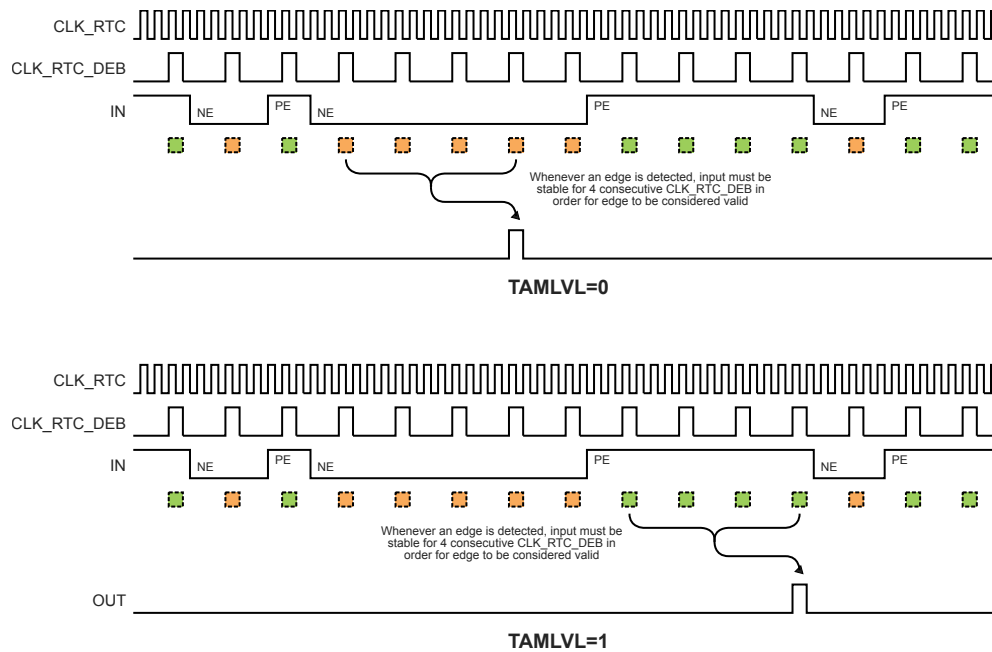 CLK_RTC
CLK_RTC_DEB
IN
NE
PE
NE
PE
NE
PE
Whenever an edge is detected, input must be
stable for 4 consecutive CLK_RTC_DEB in
order for edge to be considered valid
TAMLVL=0
CLK_RTC
CLK_RTC_DEB
IN
NE
PE
NE
PE
NE
PE
Whenever an edge is detected, input must be
stable for 4 consecutive CLK_RTC_DEB in
order for edge to be considered valid
OUT
TAMLVL=1